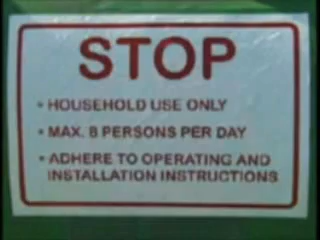 STOP
• HOUSEHOLD USE ONLY
• MAX. 8 PERSONS PER DAY
• ADHERE TO OPERATING AND
INSTALLATION INSTRUCTIONS